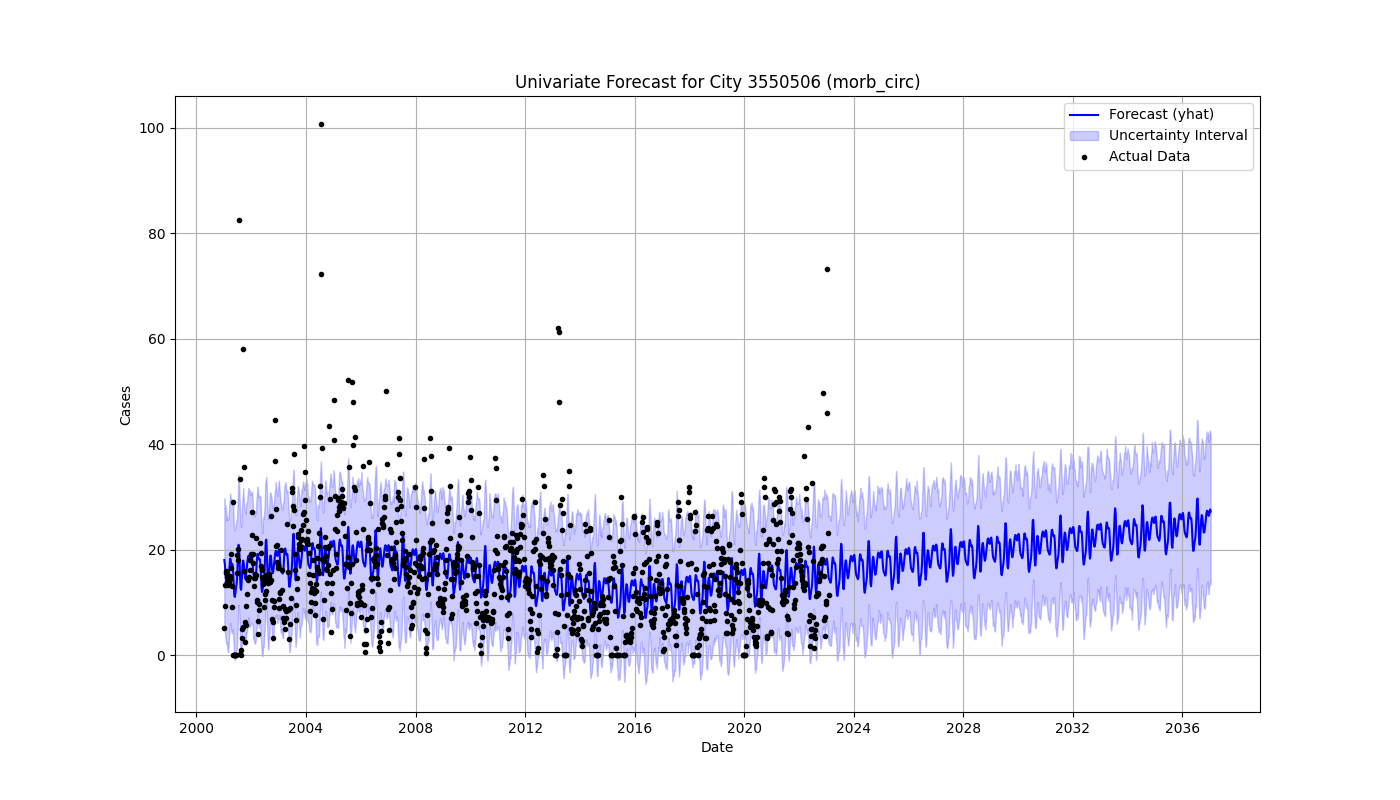 Univariate Forecast for City 3550506 (morb_circ)
Forecast (yhat)
Uncertainty Interval
Actual Data
100
80
60
40
20
0
Cases
2000 2004 2008 2012 2016 2020 2024 2028 2032 2036
Date